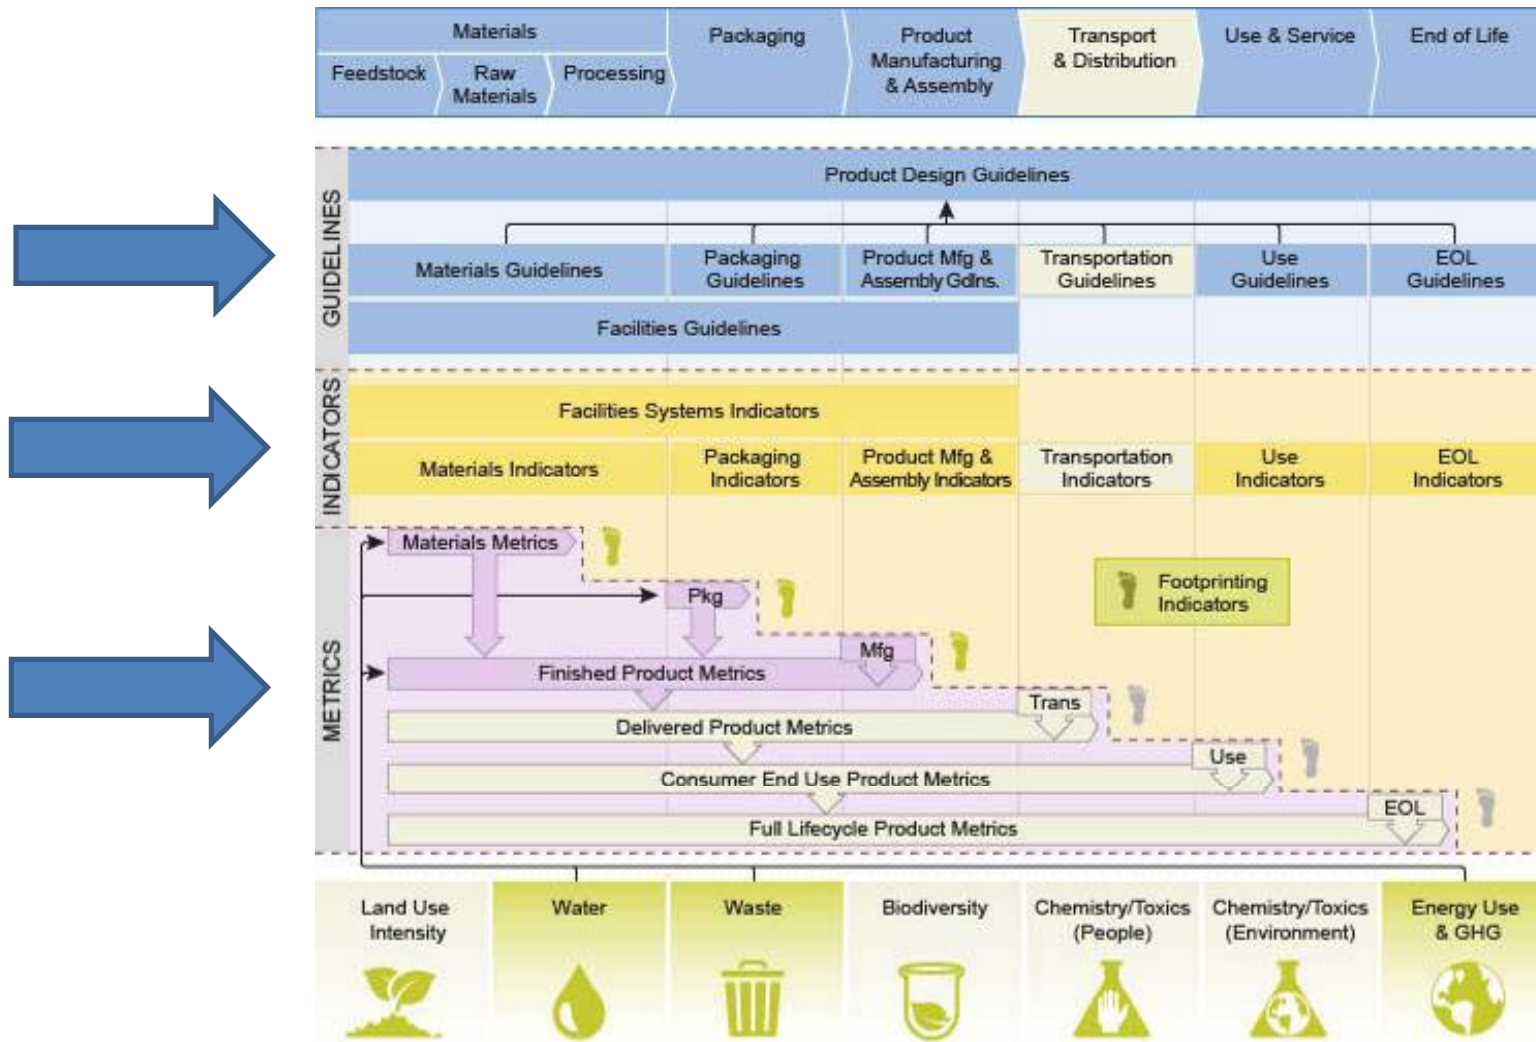 Materials
Packaging
Product
Manufacturing
& Assembly
Transport
& Distribution
Use & Service
End of Life
Feedstock
Raw
Materials
Processing
GUIDELINES
Product Design Guidelines
Materials Guidelines
Packaging
Guidelines
Product Mfg &
Assembly Gdlns.
Transportation
Guidelines
Use
Guidelines
EOL
Guidelines
Facilities Guidelines
INDICATORS
Facilities Systems Indicators
Materials Indicators
Packaging
Indicators
Product Mfg &
Assembly Indicators
Transportation
Indicators
Use
Indicators
EOL
Indicators
METRICS
Materials Metrics
Pkg
Footprinting
Indicators
Mfg
Finished Product Metrics
Trans
Delivered Product Metrics
Use
Consumer End Use Product Metrics
EOL
Full Lifecycle Product Metrics
Land Use
Intensity
Water
Waste
Biodiversity
Chemistry/Toxics
(People)
Chemistry/Toxics
(Environment)
Energy Use
& GHG